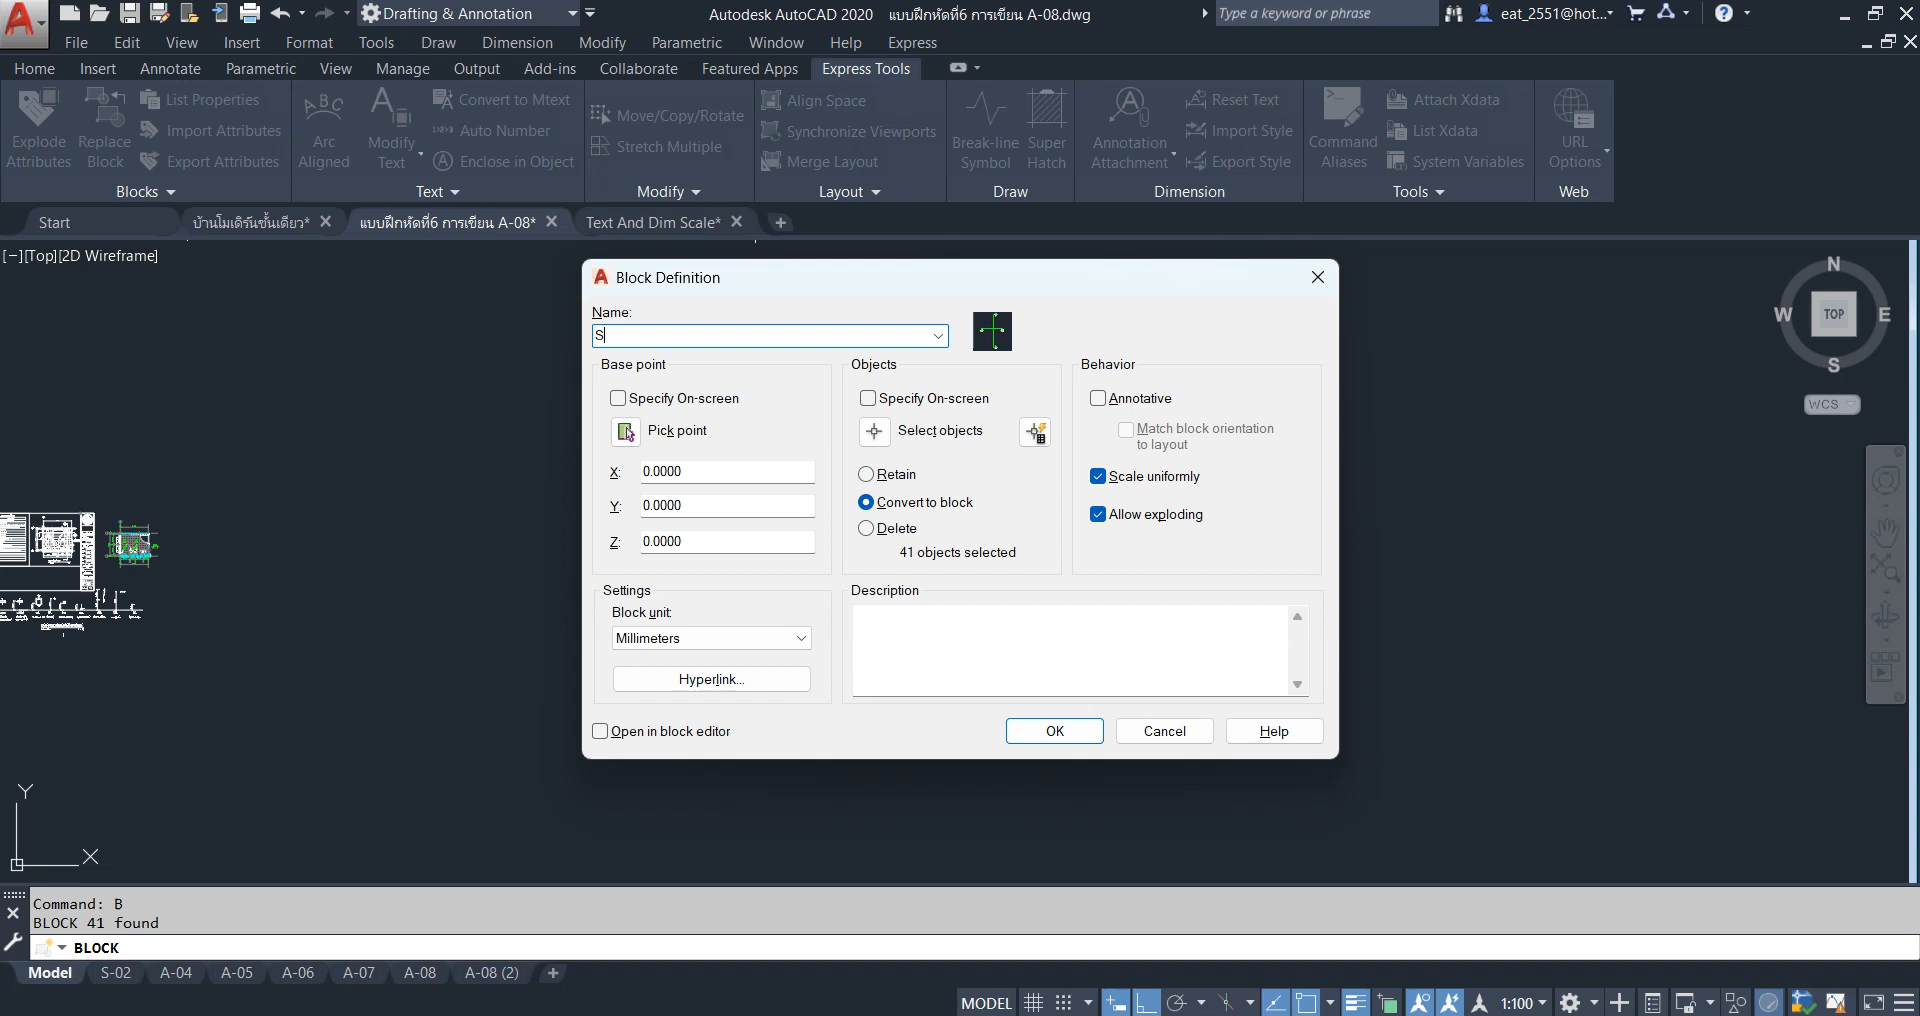 Drafting & Annotation
Autodesk AutoCAD 2020 แบบฝึกหัดที่6 การเขียน A-08.dwg
Type a keyword or phrase
eat_2551@hot...
File Edit View Insert Format Tools Draw Dimension Modify Parametric Window Help Express
Home Insert Annotate Parametric View Manage Output Add-ins Collaborate Featured Apps Express Tools
Explode Attributes
Replace Block
List Properties
Import Attributes
Export Attributes
Blocks
Arc Aligned
Modify Text
Convert to Mtext
Auto Number
Enclose in Object
Text
Move/Copy/Rotate
Stretch Multiple
Modify
Align Space
Synchronize Viewports
Merge Layout
Layout
Break-line Symbol
Super Hatch
Draw
Annotation Attachment
Reset Text
Import Style
Export Style
Dimension
Command Aliases
Attach Xdata
List Xdata
System Variables
Tools
URL Options
Web
Start
บ้านโมเดิร์นชั้นเดียว*
แบบฝึกหัดที่6 การเขียน A-08*
Text And Dim Scale*
[−][Top][2D Wireframe]
N
W TOP E
S
WCS
Block Definition
Name:
S
Base point
Specify On-screen
Pick point
X: 0.0000
Y: 0.0000
Z: 0.0000
Objects
Specify On-screen
Select objects
Retain
Convert to block
Delete
41 objects selected
Behavior
Annotative
Match block orientation
to layout
Scale uniformly
Allow exploding
Settings
Block unit:
Millimeters
Hyperlink...
Description
Open in block editor
OK
Cancel
Help
Y
X
Command: B
BLOCK 41 found
BLOCK
Model S-02 A-04 A-05 A-06 A-07 A-08 A-08 (2)
MODEL
1:100